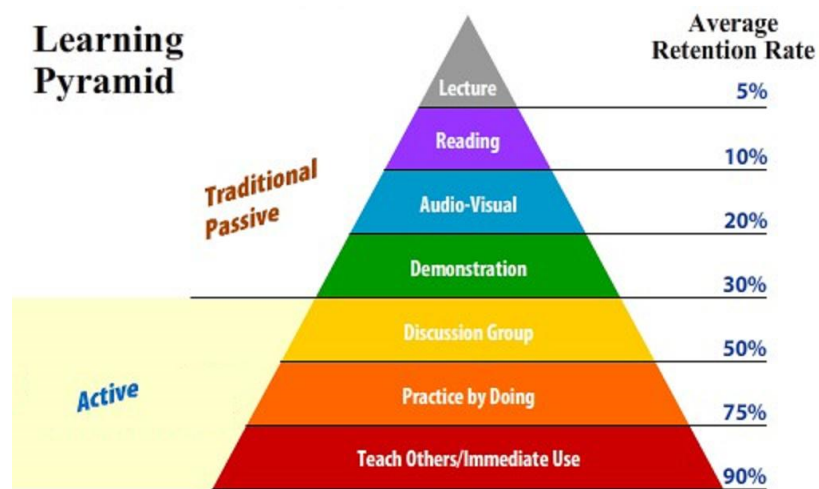 Learning
Pyramid
Average
Retention Rate
Lecture
5%
Reading
10%
Traditional
Passive
Audio-Visual
20%
Demonstration
30%
Discussion Group
50%
Active
Practice by Doing
75%
Teach Others/Immediate Use
90%